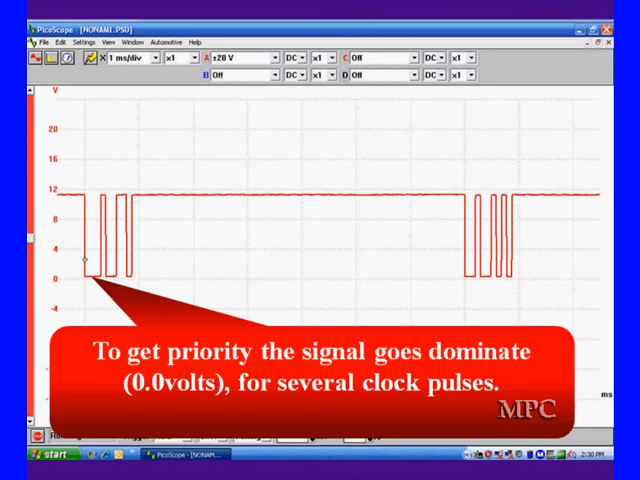 PicoScope - [NONAME.PSD]
File Edit Settings View Window Automotive Help
X 1 ms/div x1 A ±20 V DC x1 C Off DC x1
B Off DC x1 D Off DC x1
V
20
16
12
8
4
0
-4
To get priority the signal goes dominate
(0.0volts), for several clock pulses.
MPC
ms
start
PicoScope - [NONAM...
2:30 PM